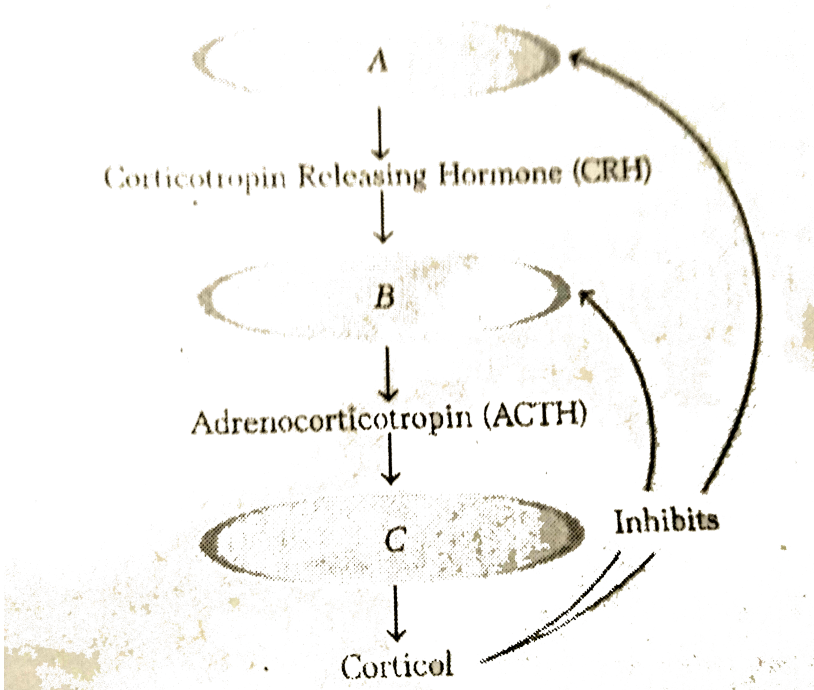 A
Corticotropin Releasing Hormone (CRH)
B
Adrenocorticotropin (ACTH)
C
Inhibits
Corticol